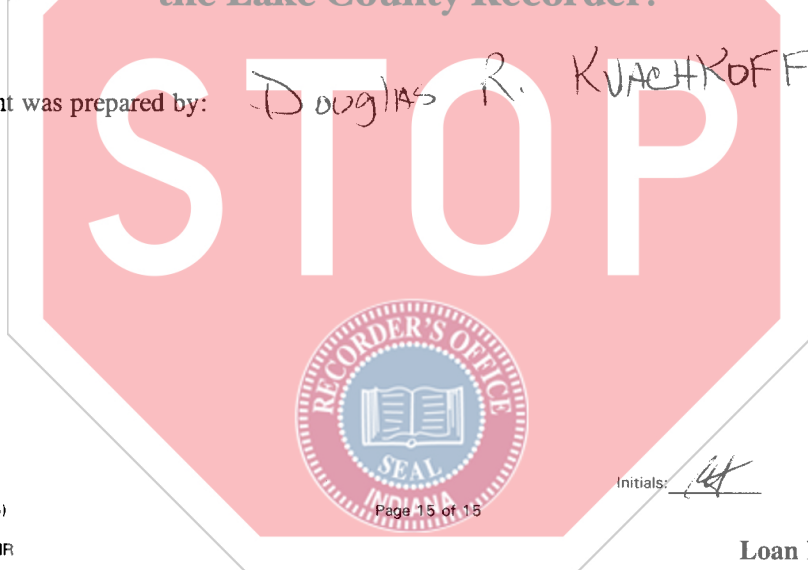 the Lake County Recorder!
nt was prepared by: Douglas R. KVACHKOFF
STOP
RECORDER'S OFFICE
SEAL
INDIANA
Initials:
Page 15 of 15
IR
Loan